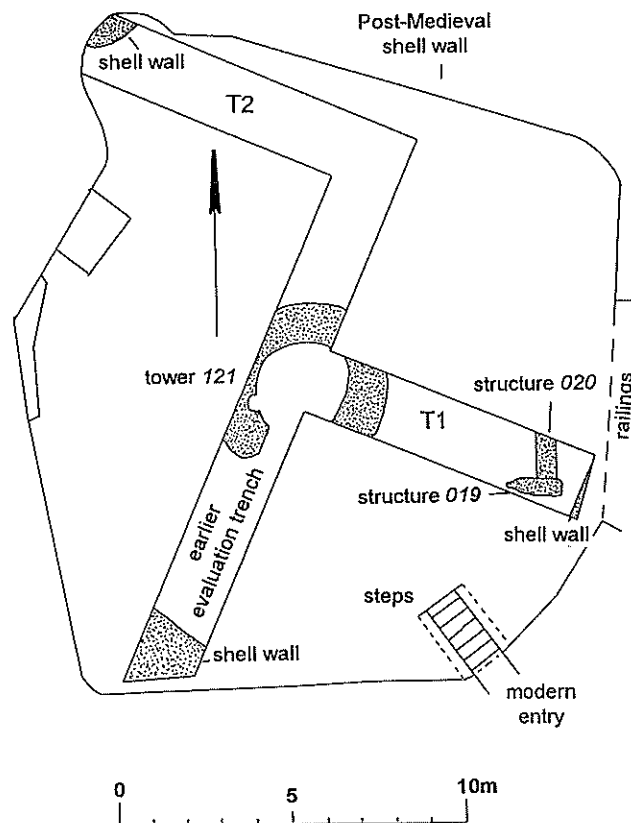 Post-Medieval
shell wall
shell wall
T2
tower 121
structure 020
railings
T1
structure 019
shell wall
earlier
evaluation trench
steps
shell wall
modern
entry
0
5
10m